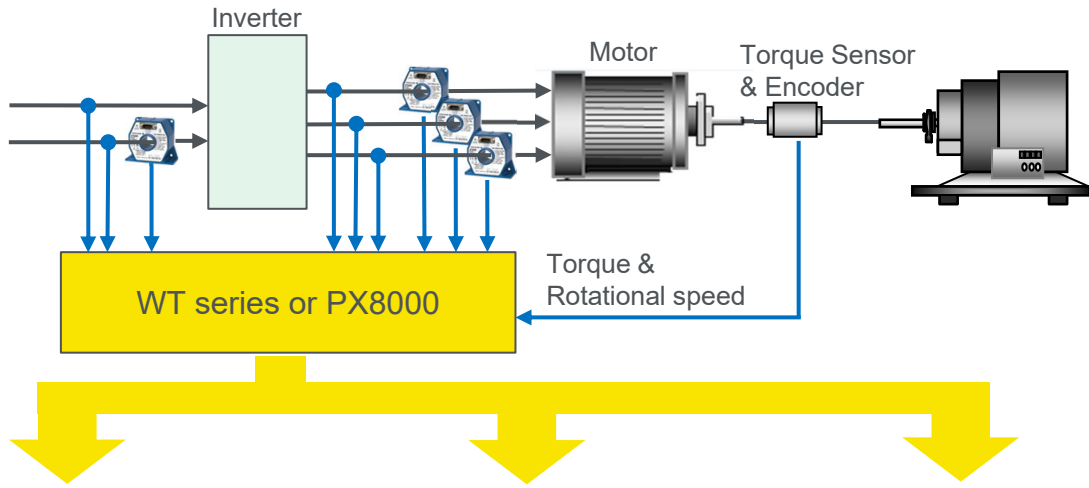 Inverter
Motor
Torque Sensor
& Encoder
WT series or PX8000
Torque &
Rotational speed